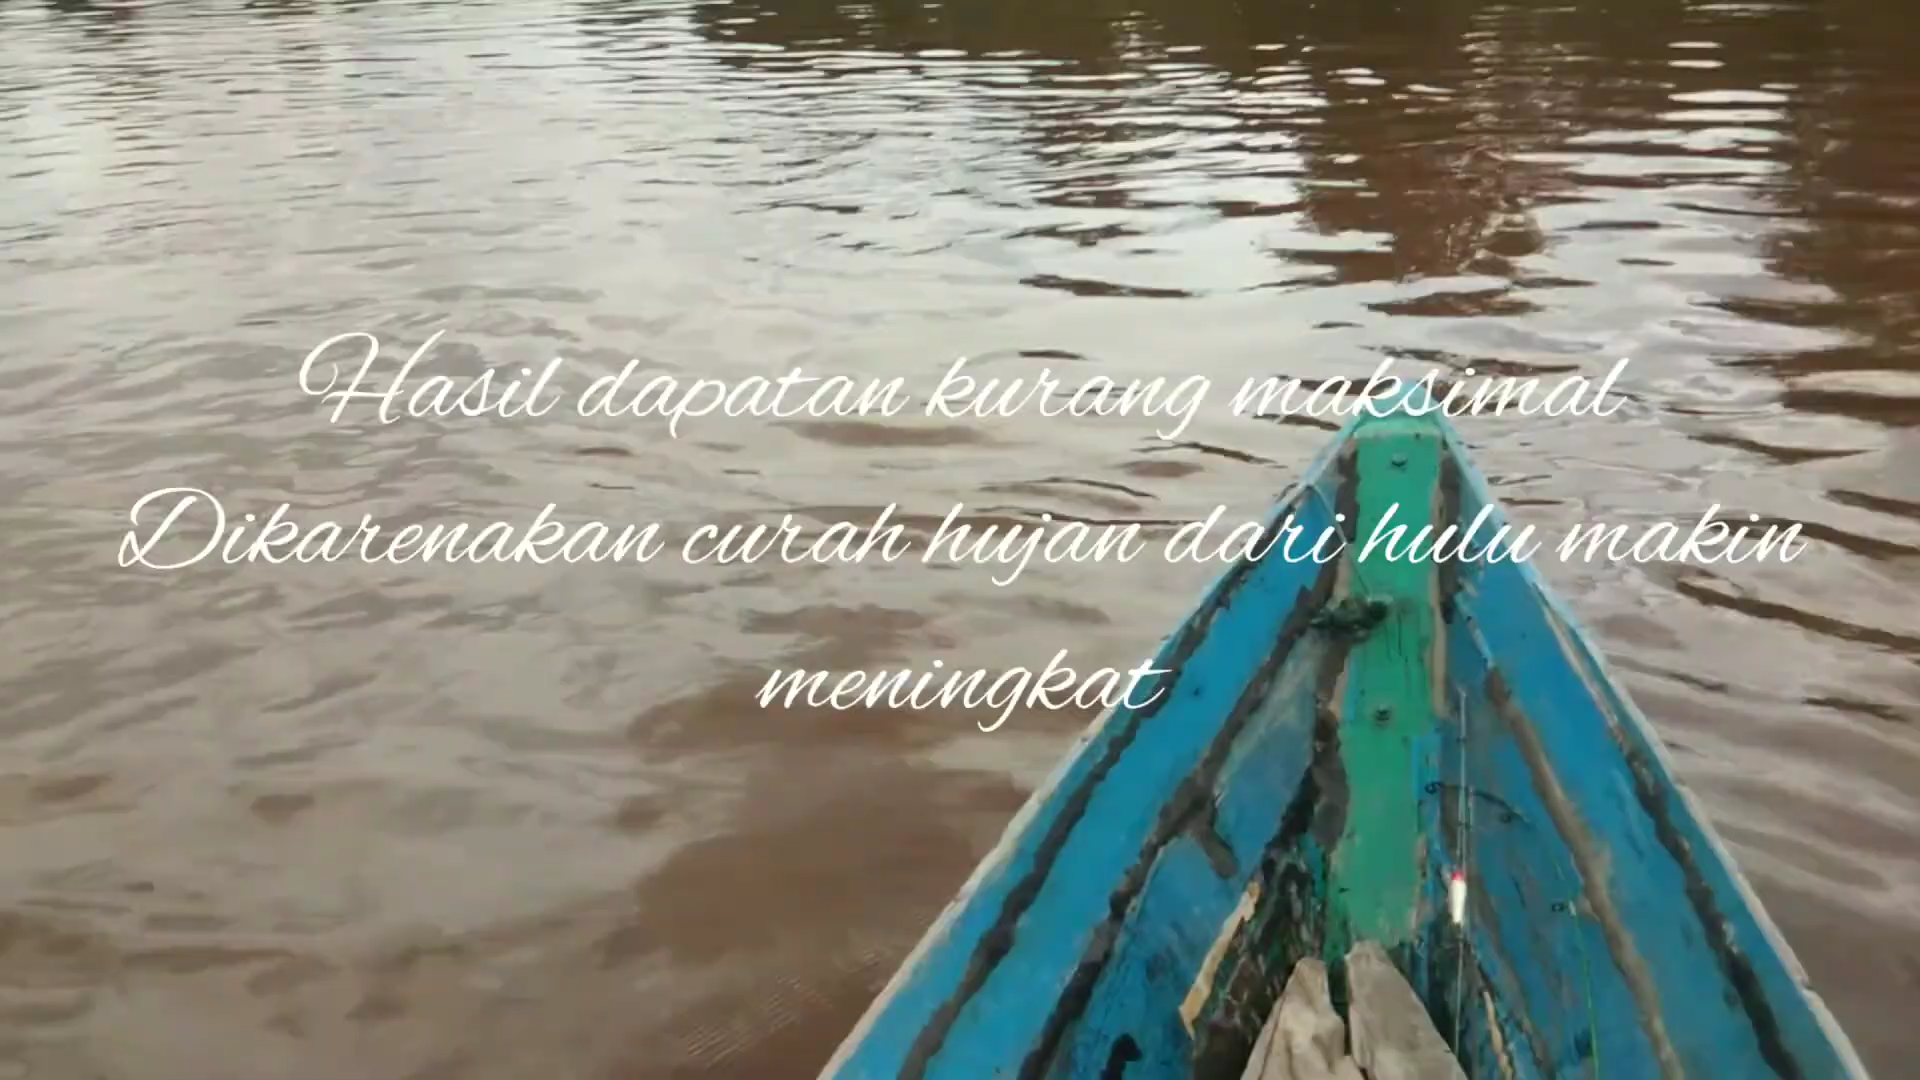 Hasil dapatan kurang maksimal
Dikarenakan curah hujan dari hulu makin
meningkat